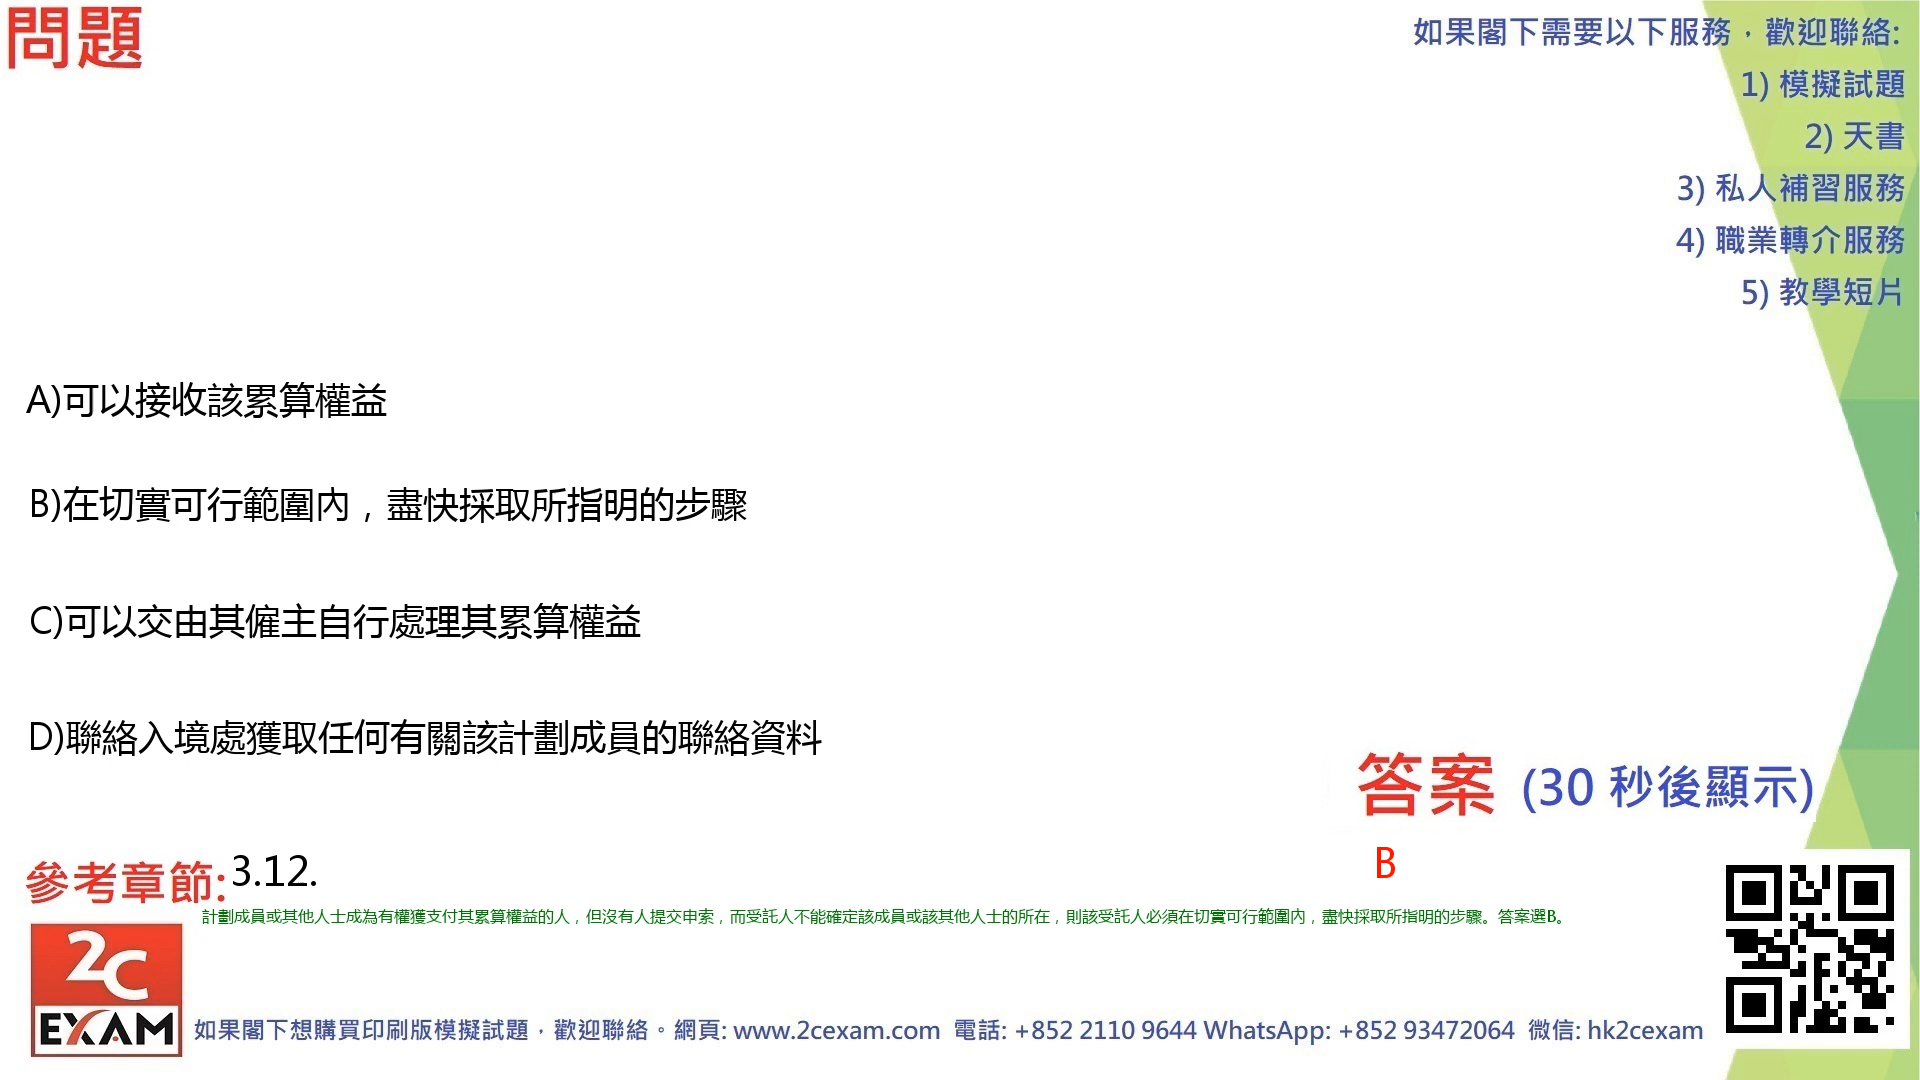 問題
如果閣下需要以下服務，歡迎聯絡:
1) 模擬試題
2) 天書
3) 私人補習服務
4) 職業轉介服務
5) 教學短片
A)可以接收該累算權益
B)在切實可行範圍內，盡快採取所指明的步驟
C)可以交由其僱主自行處理其累算權益
D)聯絡入境處獲取任何有關該計劃成員的聯絡資料
答案 (30 秒後顯示)
B
參考章節:3.12.
計劃成員或其他人士成為有權獲支付其累算權益的人，但沒有人提交申索，而受託人不能確定該成員或該其他人士的所在，則該受託人必須在切實可行範圍內，盡快採取所指明的步驟。答案選B。
2C
EXAM
如果閣下想購買印刷版模擬試題，歡迎聯絡。網頁: www.2cexam.com 電話: +852 2110 9644 WhatsApp: +852 93472064 微信: hk2cexam